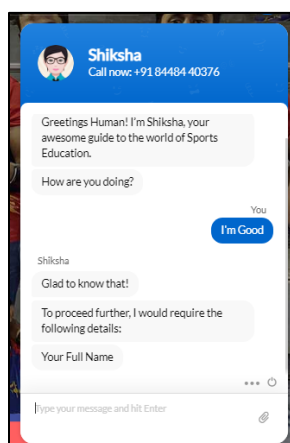 Shiksha
Call now: +91 84484 40376
Greetings Human! I'm Shiksha, your
awesome guide to the world of Sports
Education.
How are you doing?
You
I'm Good
Shiksha
Glad to know that!
To proceed further, I would require the
following details:
Your Full Name
Type your message and hit Enter